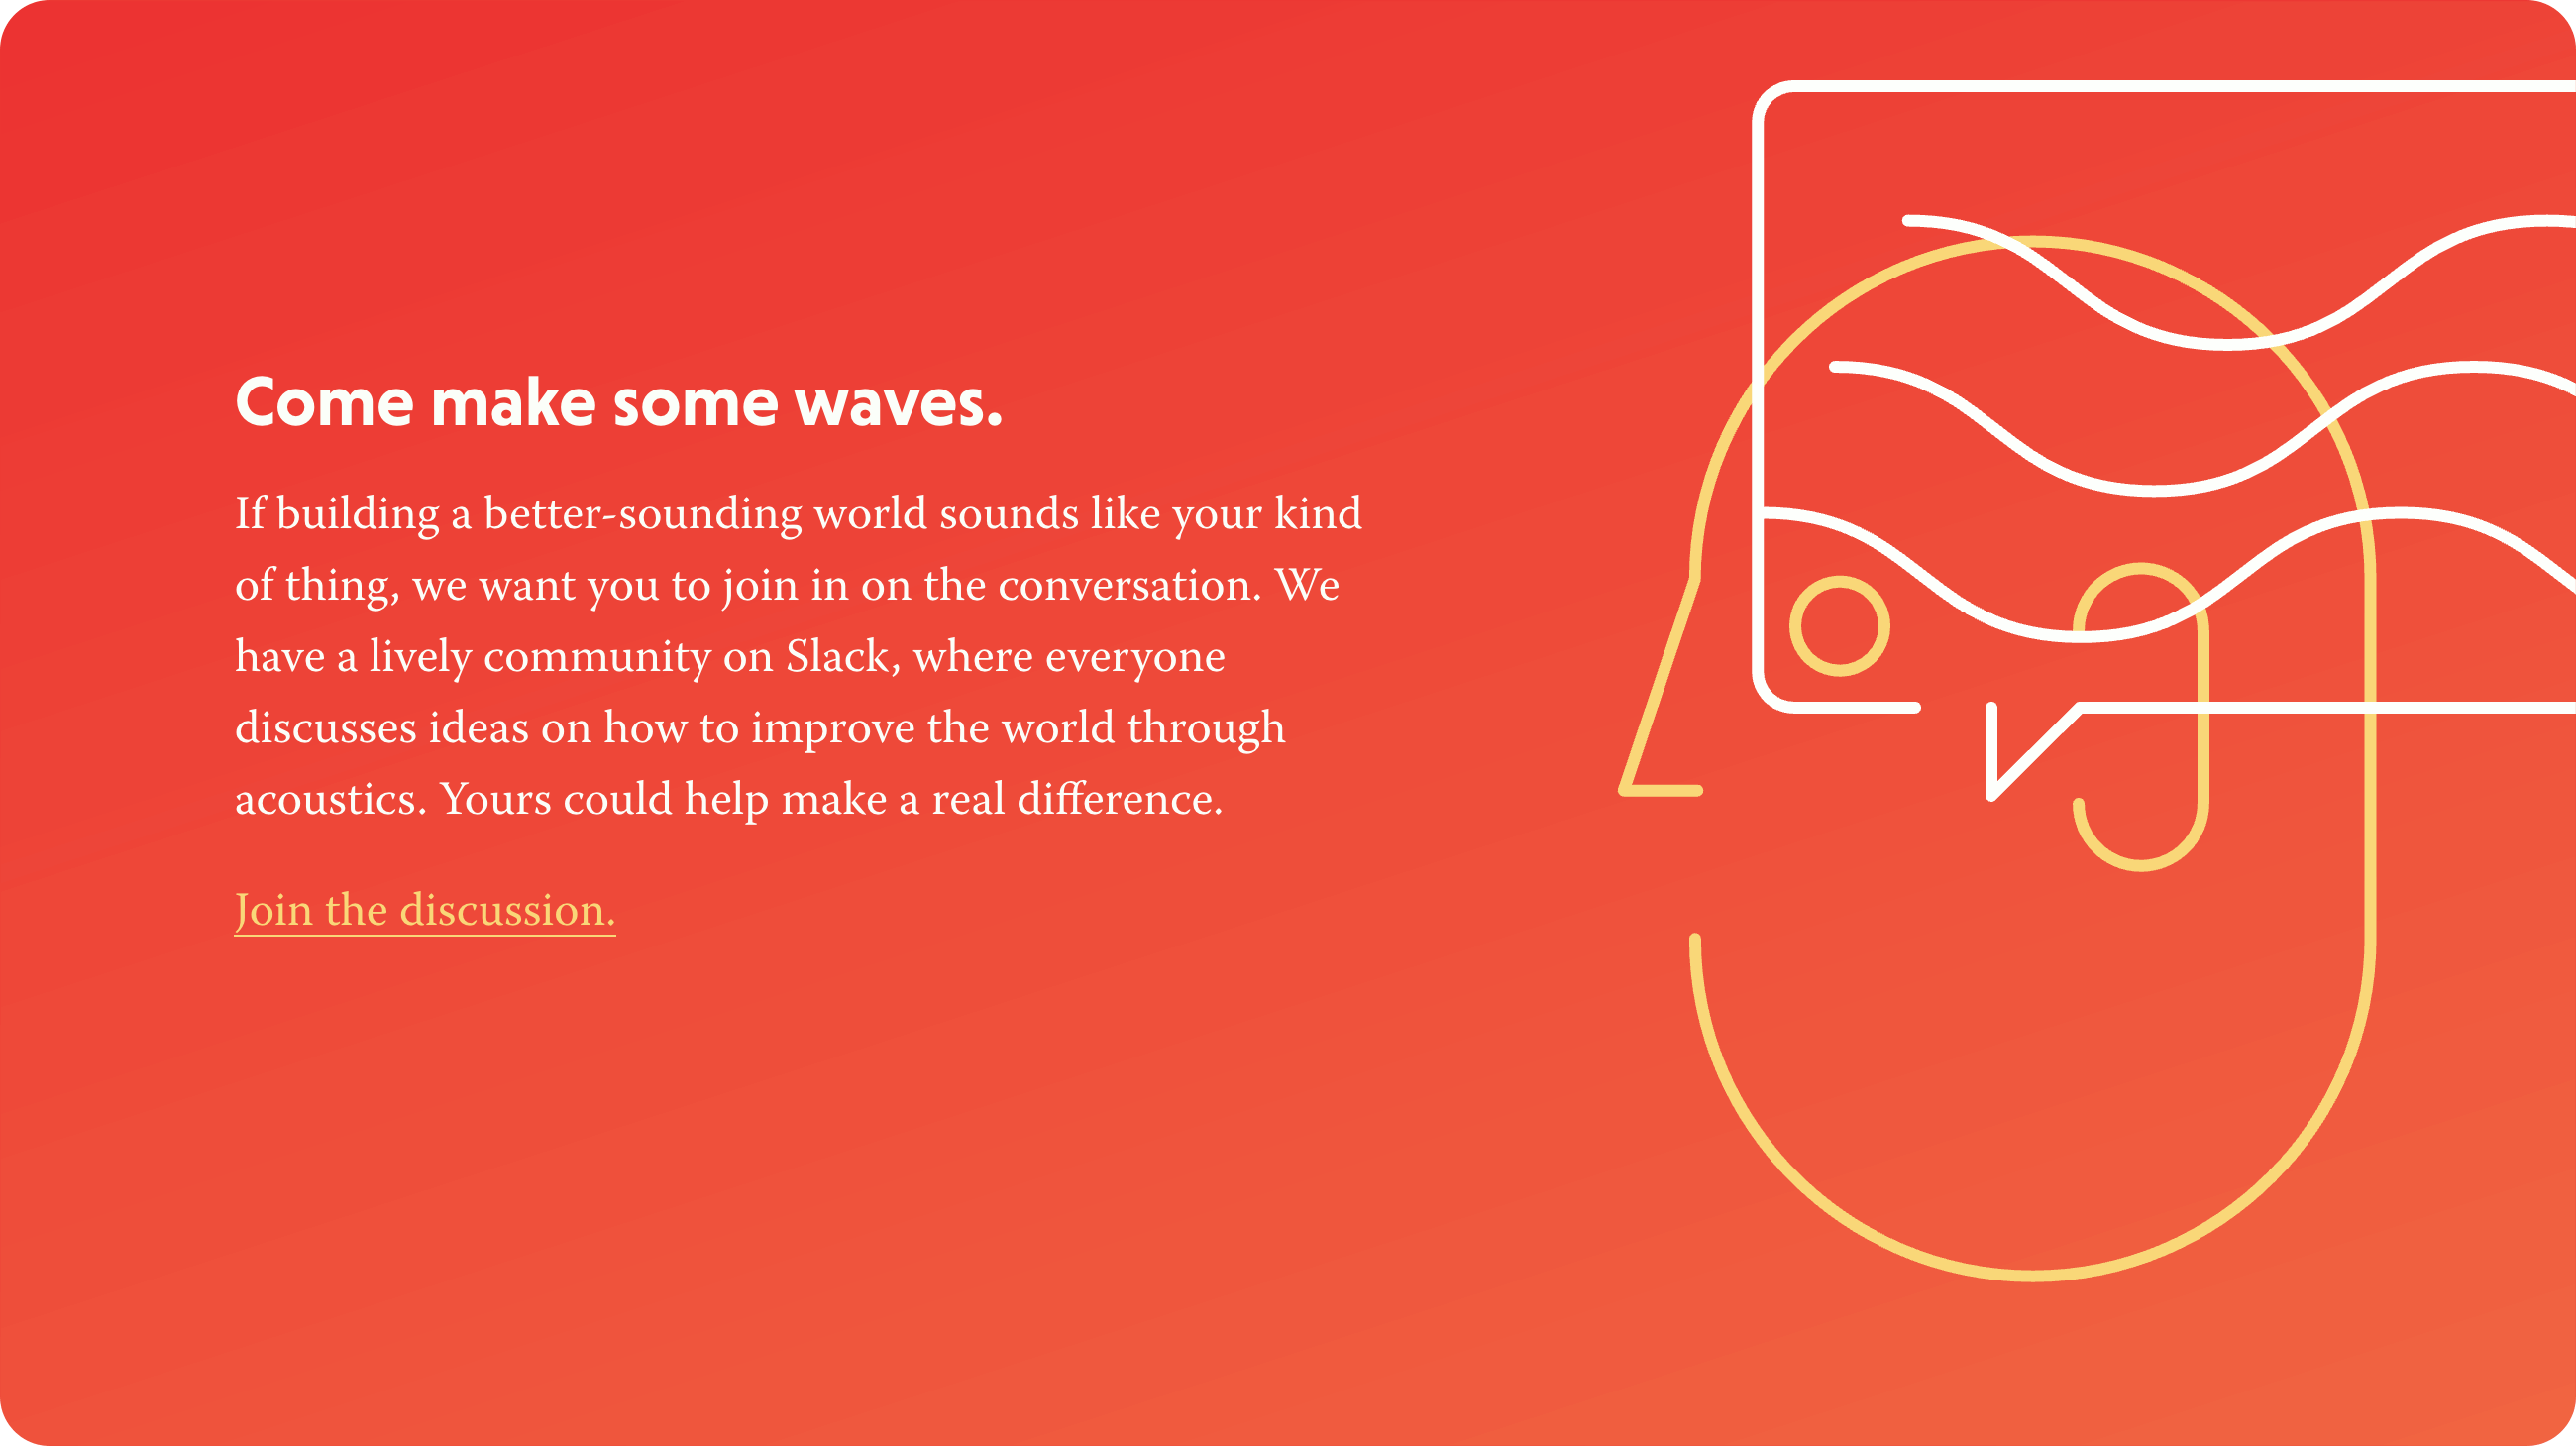 Come make some waves.
If building a better-sounding world sounds like your kind
of thing, we want you to join in on the conversation. We
have a lively community on Slack, where everyone
discusses ideas on how to improve the world through
acoustics. Yours could help make a real difference.
Join the discussion.